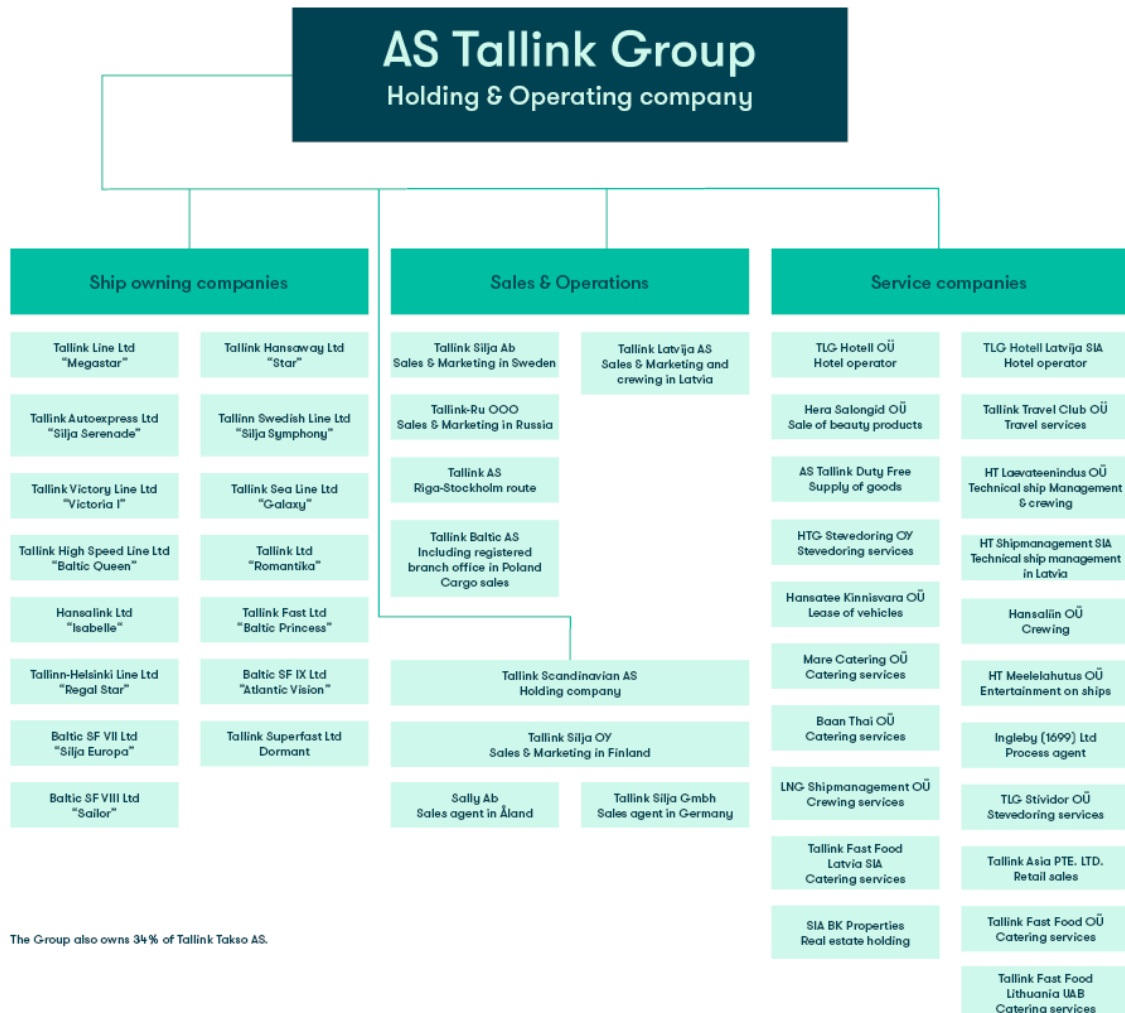 AS Tallink Group
Holding & Operating company
Ship owning companies
Tallink Line Ltd
“Megastar”
Tallink Hansaway Ltd
“Star”
Tallink Autoexpress Ltd
“Silja Serenade”
Tallinn Swedish Line Ltd
“Silja Symphony”
Tallink Victory Line Ltd
“Victoria I”
Tallink Sea Line Ltd
“Galaxy”
Tallink High Speed Line Ltd
“Baltic Queen”
Tallink Ltd
“Romantika”
Hansalink Ltd
“Isabelle“
Tallink Fast Ltd
“Baltic Princess”
Tallinn-Helsinki Line Ltd
“Regal Star”
Baltic SF IX Ltd
”Atlantic Vision”
Baltic SF VII Ltd
“Silja Europa”
Tallink Superfast Ltd
Dormant
Baltic SF VIII Ltd
“Sailor”
Sales & Operations
Tallink Silja Ab
Sales & Marketing in Sweden
Tallink Latvija AS
Sales & Marketing and
crewing in Latvia
Tallink-Ru OOO
Sales & Marketing in Russia
Tallink AS
Riga-Stockholm route
Tallink Baltic AS
Including registered
branch office in Poland
Cargo sales
Tallink Scandinavian AS
Holding company
Tallink Silja OY
Sales & Marketing in Finland
Sally Ab
Sales agent in Åland
Tallink Silja Gmbh
Sales agent in Germany
Service companies
TLG Hotell OÜ
Hotel operator
TLG Hotell Latvija SIA
Hotel operator
Hera Salongid OÜ
Sale of beauty products
Tallink Travel Club OÜ
Travel services
AS Tallink Duty Free
Supply of goods
HT Laevateenindus OÜ
Technical ship Management
& crewing
HTG Stevedoring OY
Stevedoring services
HT Shipmanagement SIA
Technical ship management
in Latvia
Hansatee Kinnisvara OÜ
Lease of vehicles
Hansaliin OÜ
Crewing
Mare Catering OÜ
Catering services
HT Meelelahutus OÜ
Entertainment on ships
Baan Thai OÜ
Catering services
Ingleby (1699) Ltd
Process agent
LNG Shipmanagement OÜ
Crewing services
TLG Stividor OÜ
Stevedoring services
Tallink Fast Food
Latvia SIA
Catering services
Tallink Asia PTE. LTD.
Retail sales
SIA BK Properties
Real estate holding
Tallink Fast Food OÜ
Catering services
Tallink Fast Food
Lithuania UAB
Catering services
The Group also owns 34% of Tallink Takso AS.